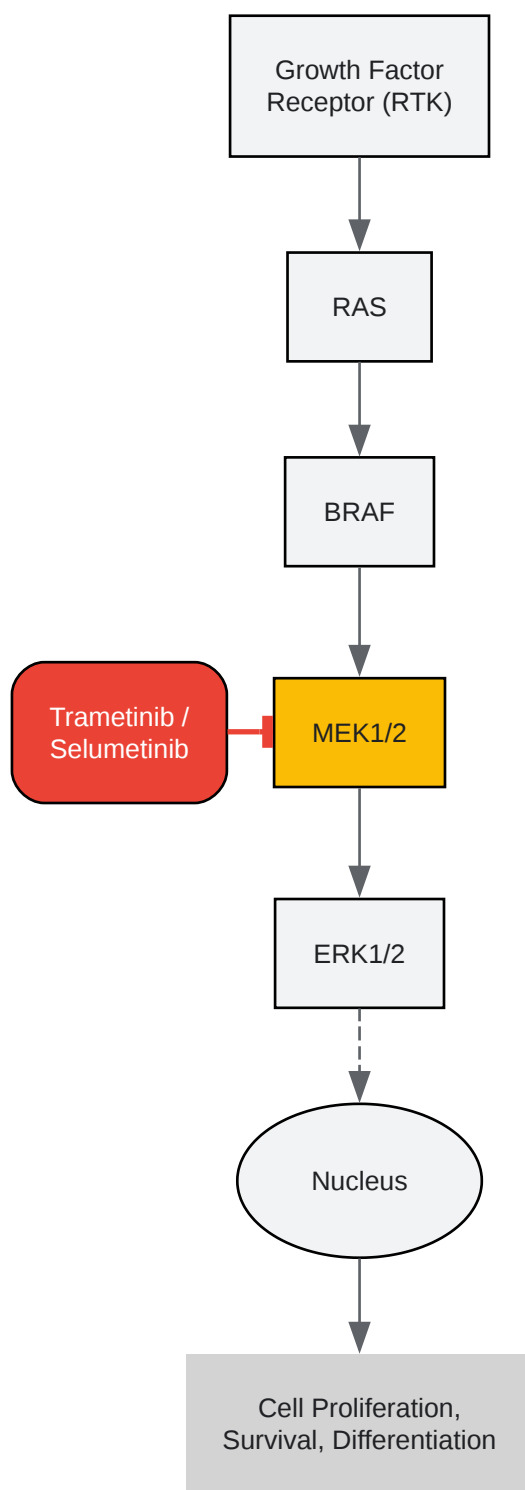 Growth Factor
Receptor (RTK)
RAS
BRAF
Trametinib /
Selumetinib
MEK1/2
ERK1/2
Nucleus
Cell Proliferation,
Survival, Differentiation